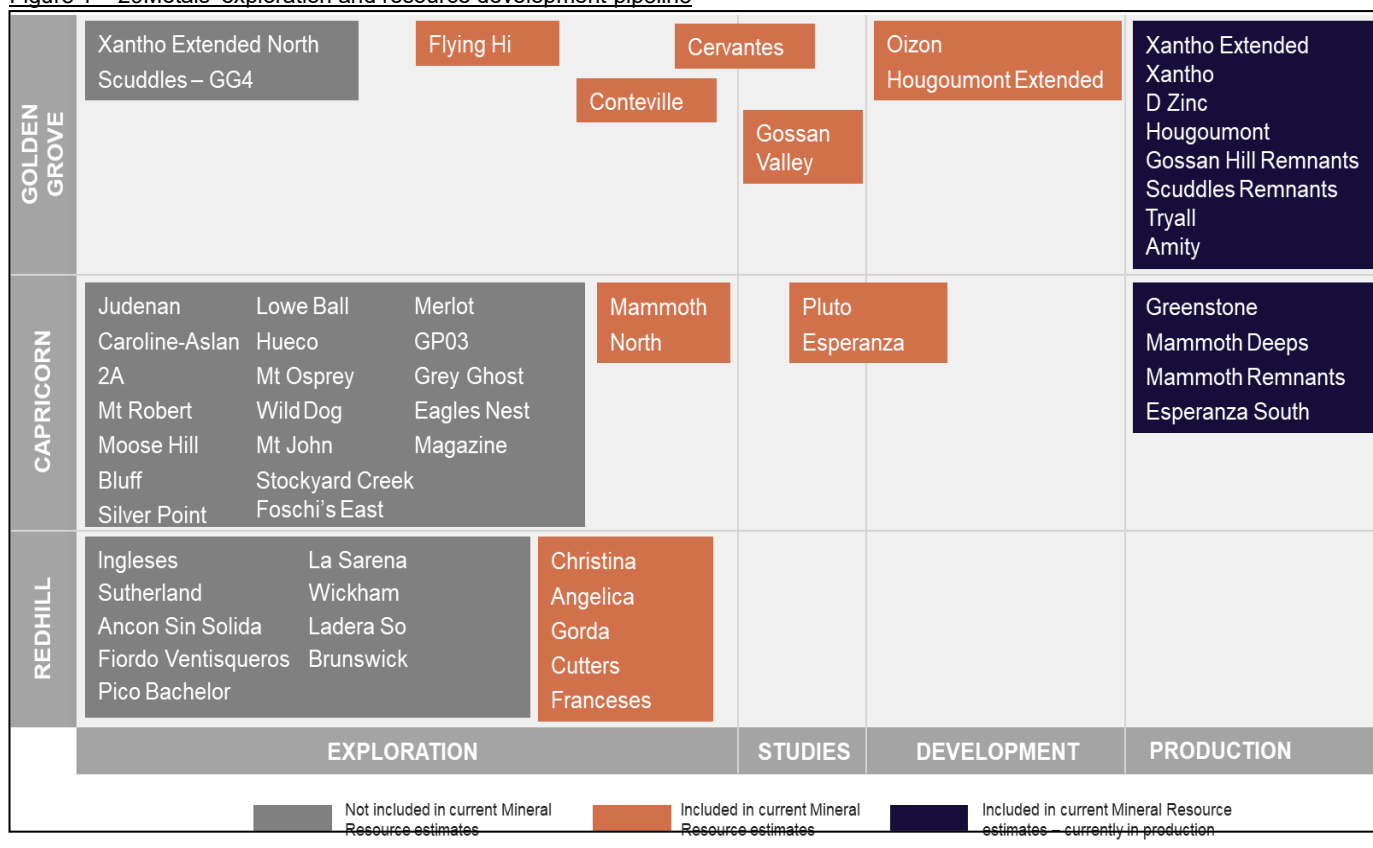 Figure – exploration and resource development pipeline
GOLDEN
GROVE
Xantho Extended North
Scuddles – GG4
Flying Hi
Conteville
Cervantes
Gossan
Valley
Oizon
Hougoumont Extended
Xantho Extended
Xantho
D Zinc
Hougoumont
Gossan Hill Remnants
Scuddles Remnants
Tryall
Amity
CAPRICORN
Judenan
Caroline-Aslan
2A
Mt Robert
Moose Hill
Bluff
Silver Point
Lowe Ball
Hueco
Mt Osprey
Wild Dog
Mt John
Stockyard Creek
Foschi's East
Merlot
GP03
Grey Ghost
Eagles Nest
Magazine
Mammoth
North
Pluto
Esperanza
Greenstone
Mammoth Deeps
Mammoth Remnants
Esperanza South
REDHILL
Ingleses
Sutherland
Ancon Sin Solida
Fiordo Ventisqueros
Pico Bachelor
La Sarena
Wickham
Ladera So
Brunswick
Christina
Angelica
Gorda
Cutters
Franceses
EXPLORATION
STUDIES
DEVELOPMENT
PRODUCTION
Not included in current Mineral
Resource estimates
Included in current Mineral
Resource estimates
Included in current Mineral Resource
estimates – currently in production